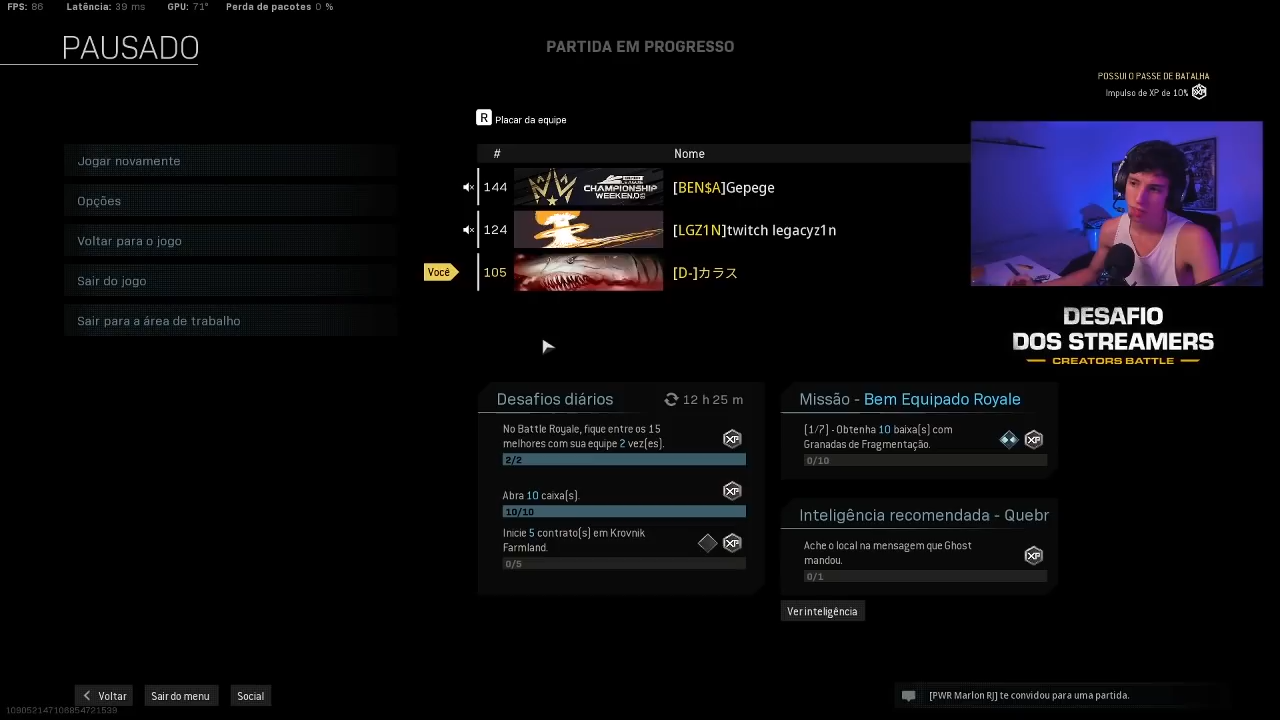 FPS: 86 Latência: 39 ms GPU: 71° Perda de pacotes 0 %
PAUSADO
PARTIDA EM PROGRESSO
POSSUI O PASSE DE BATALHA
Impulso de XP de 10% XP
R Placar da equipe
# Nome
Jogar novamente
Opções
Voltar para o jogo
Sair do jogo
Sair para a área de trabalho
144 CHAMPIONSHIP [BEN$A]Gepege
124 [LGZ1N]twitch legacyz1n
Você 105 [D-]カラス
DESAFIO
DOS STREAMERS
CREATORS BATTLE
Desafios diários 12 h 25 m
No Battle Royale, fique entre os 15
melhores com sua equipe 2 vez(es).
XP
2/2
Abra 10 caixa(s).
XP
10/10
Inicie 5 contrato(s) em Krovnik
Farmland.
XP
0/5
Missão - Bem Equipado Royale
(1/7) - Obtenha 10 baixa(s) com
Granadas de Fragmentação.
XP
0/10
Inteligência recomendada - Quebr
Ache o local na mensagem que Ghost
mandou.
XP
0/1
Ver inteligência
Voltar Sair do menu Social
[PWR Marlon RJ] te convidou para uma partida.